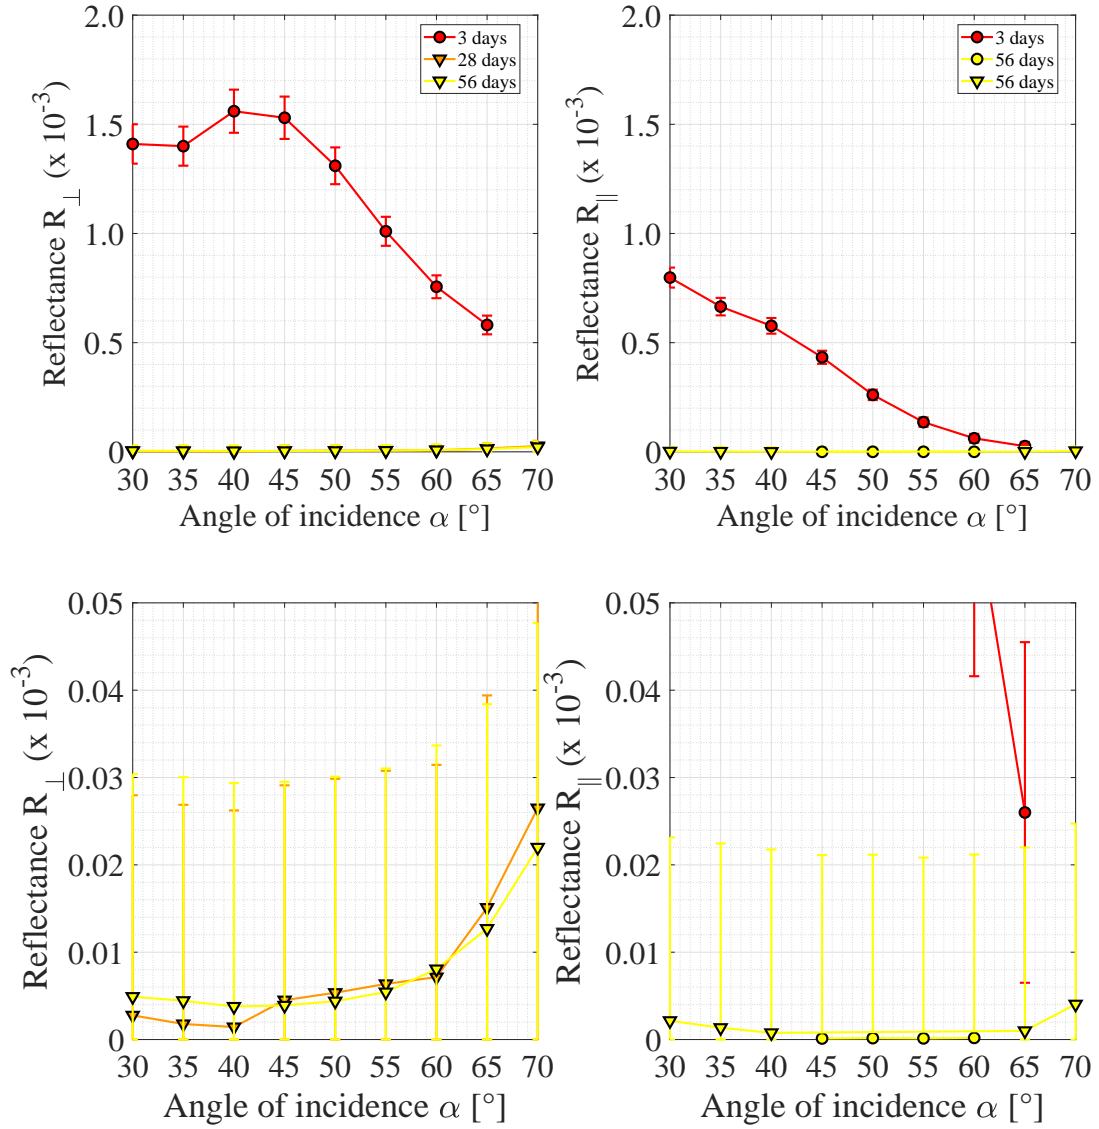 2.0
1.5
1.0
0.5
0
30 35 40 45 50 55 60 65 70
Angle of incidence α [°]
Reflectance R⊥ (x 10⁻³)
3 days
28 days
56 days
2.0
1.5
1.0
0.5
0
30 35 40 45 50 55 60 65 70
Angle of incidence α [°]
Reflectance R∥ (x 10⁻³)
3 days
56 days
56 days
0.05
0.04
0.03
0.02
0.01
0
30 35 40 45 50 55 60 65 70
Angle of incidence α [°]
Reflectance R⊥ (x 10⁻³)
0.05
0.04
0.03
0.02
0.01
0
30 35 40 45 50 55 60 65 70
Angle of incidence α [°]
Reflectance R∥ (x 10⁻³)